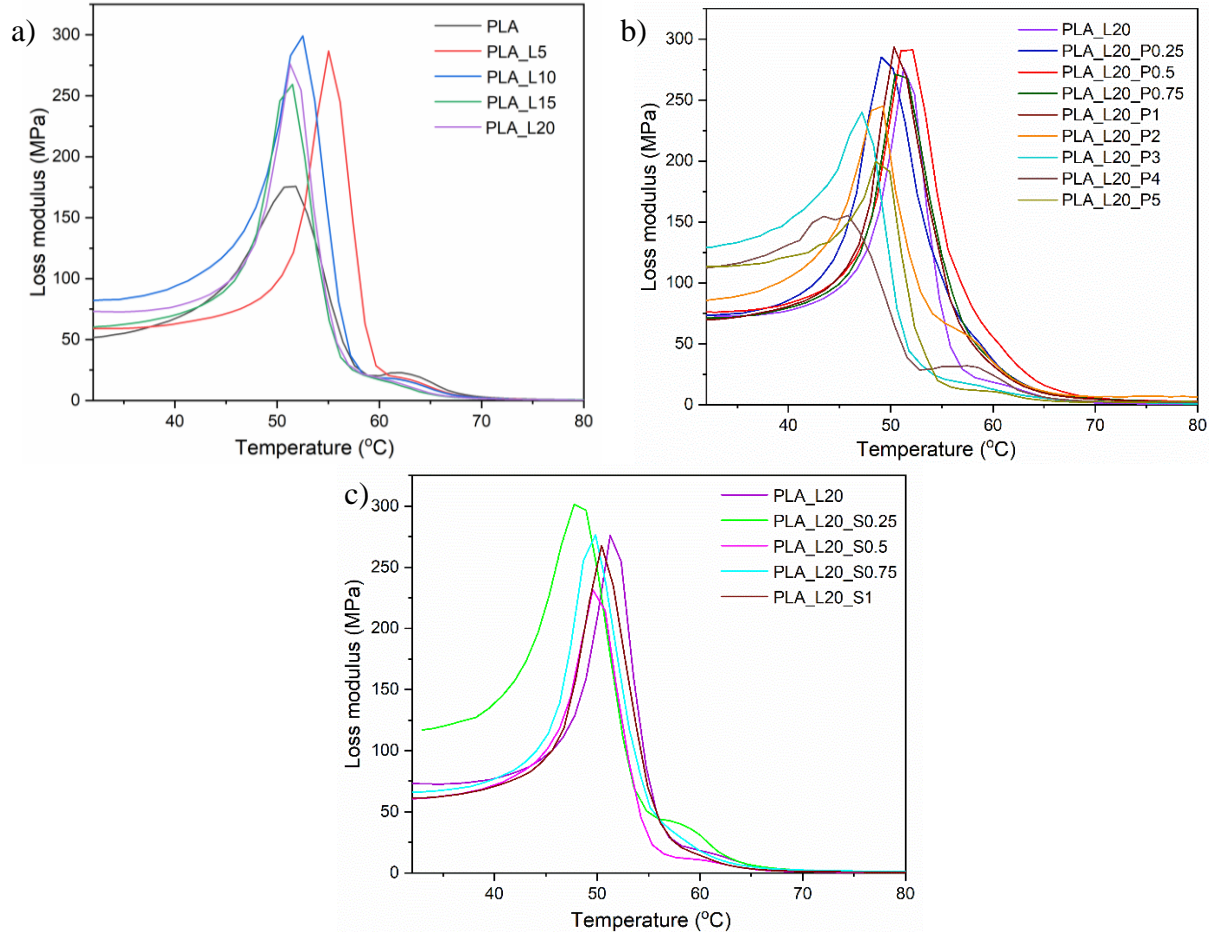 a)
PLA
PLA_L5
PLA_L10
PLA_L15
PLA_L20
300
250
200
150
100
50
0
Loss modulus (MPa)
40
50
60
70
80
Temperature (°C)
b)
PLA_L20
PLA_L20_P0.25
PLA_L20_P0.5
PLA_L20_P0.75
PLA_L20_P1
PLA_L20_P2
PLA_L20_P3
PLA_L20_P4
PLA_L20_P5
300
250
200
150
100
50
0
Loss modulus (MPa)
40
50
60
70
80
Temperature (°C)
c)
PLA_L20
PLA_L20_S0.25
PLA_L20_S0.5
PLA_L20_S0.75
PLA_L20_S1
300
250
200
150
100
50
0
Loss modulus (MPa)
40
50
60
70
80
Temperature (°C)